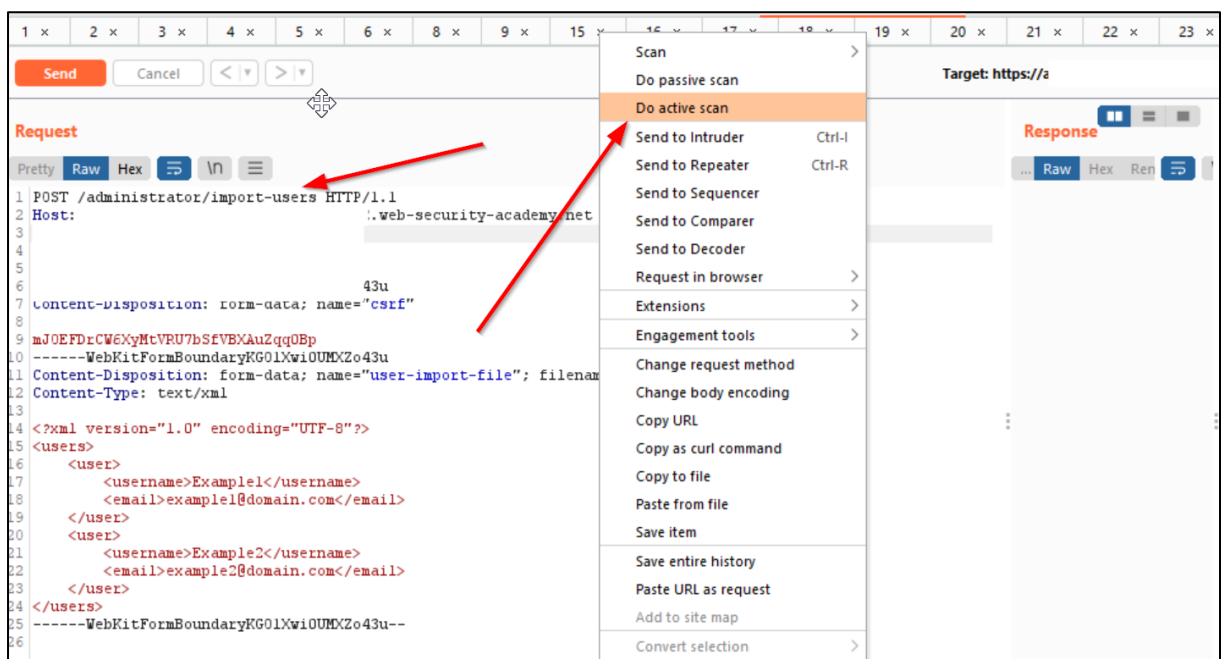 1 × 2 × 3 × 4 × 5 × 6 × 8 × 9 × 15 × 16 × 17 × 18 × 19 × 20 × 21 × 22 × 23 ×
Send Cancel < > Target: https://a
Request
Response
Pretty Raw Hex \n
... Raw Hex Ren
1 POST /administrator/import-users HTTP/1.1
2 Host: .web-security-academy.net
3
4
5
6 43u
7 Content-Disposition: form-data; name="csrf"
8
9
10 ------WebKitFormBoundaryKG01XwiOUMXZo43u
11 Content-Disposition: form-data; name="user-import-file"; filenam
12 Content-Type: text/xml
13
14 <?xml version="1.0" encoding="UTF-8"?>
15 <users>
16 <user>
17 <username>Example1</username>
18 <email>example1@domain.com</email>
19 </user>
20 <user>
21 <username>Example2</username>
22 <email>example2@domain.com</email>
23 </user>
24 </users>
25 ------WebKitFormBoundaryKG01XwiOUMXZo43u--
26
Scan
Do passive scan
Do active scan
Send to Intruder Ctrl-I
Send to Repeater Ctrl-R
Send to Sequencer
Send to Comparer
Send to Decoder
Request in browser
Extensions
Engagement tools
Change request method
Change body encoding
Copy URL
Copy as curl command
Copy to file
Paste from file
Save item
Save entire history
Paste URL as request
Add to site map
Convert selection